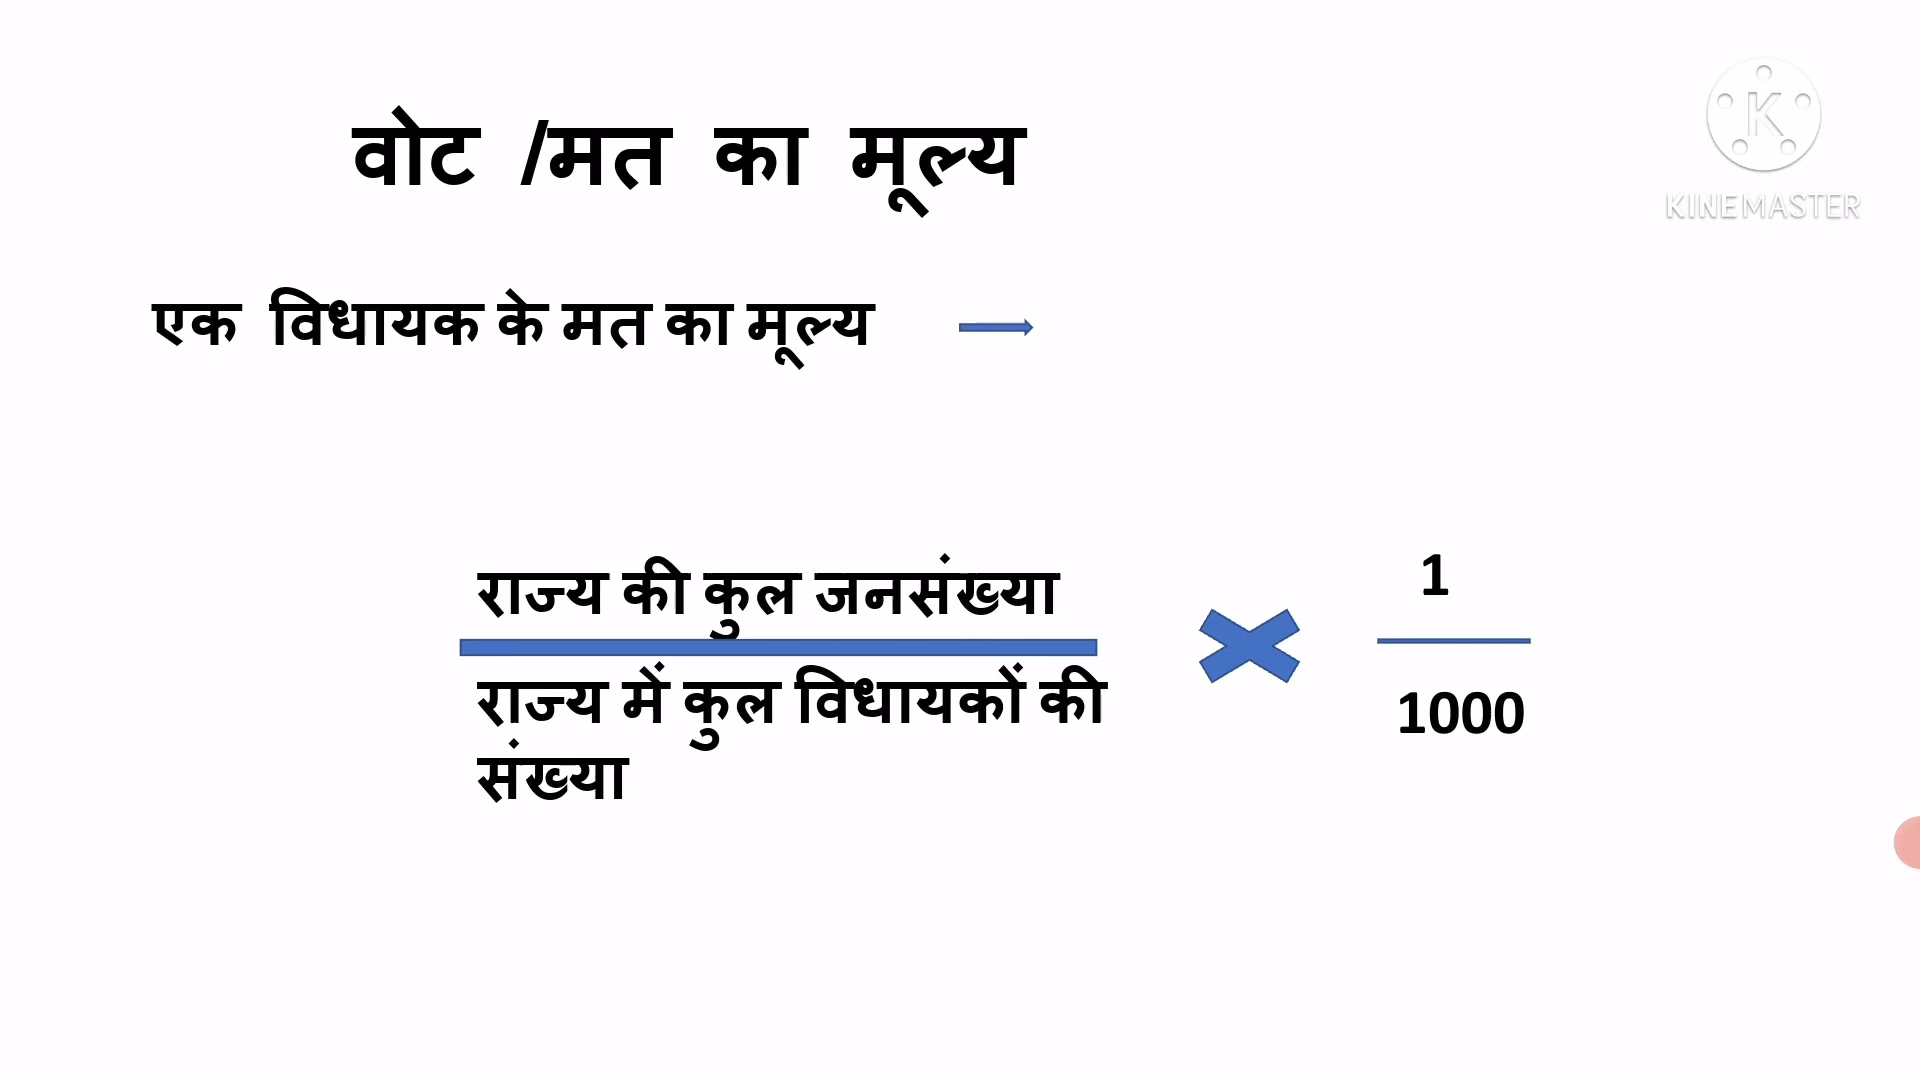 वोट /मत का मूल्य
K
KINEMASTER
एक विधायक के मत का मूल्य
राज्य की कुल जनसंख्या
राज्य में कुल विधायकों की
संख्या
1
1000